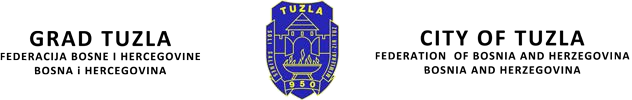 GRAD TUZLA
FEDERACIJA BOSNE I HERCEGOVINE
BOSNA i HERCEGOVINA
TUZLA
950
CITY OF TUZLA
FEDERATION OF BOSNIA AND HERZEGOVINA
BOSNIA AND HERZEGOVINA